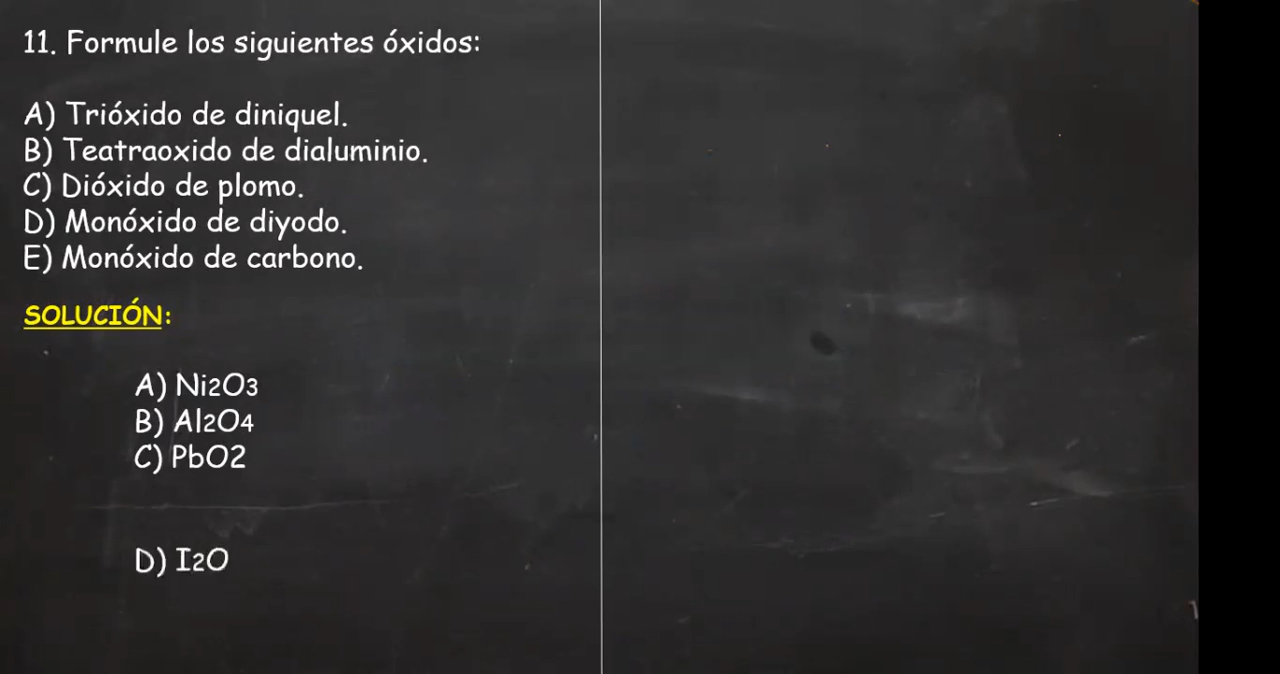 11. Formule los siguientes óxidos:
A) Trióxido de diniquel.
B) Teatraoxido de dialuminio.
C) Dióxido de plomo.
D) Monóxido de diyodo.
E) Monóxido de carbono.
SOLUCIÓN:
A) Ni2O3
B) Al2O4
C) PbO2
D) I2O